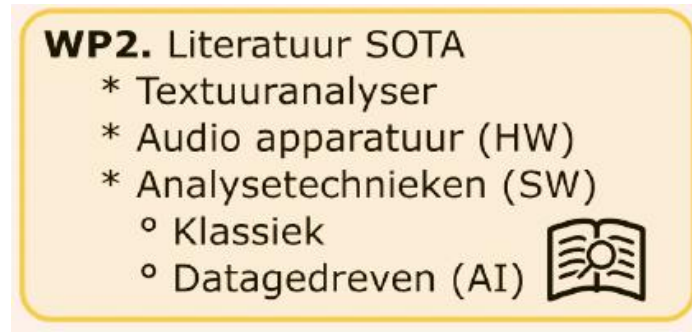 WP2. Literatuur SOTA
* Textuuranalyser
* Audio apparatuur (HW)
* Analysetechnieken (SW)
° Klassiek
° Datagedreven (AI)